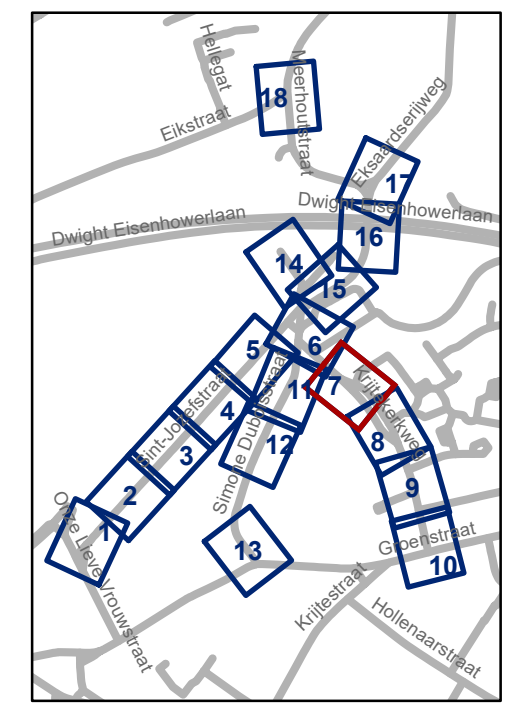 Hellegat
Meerhoutstraat
18
Eikstraat
Eksaardserijweg
17
Dwight Eisenhowerlaan
Dwight Eisenhowerlaan
16
14
15
5
6
Krijtekerkweg
11
7
Sint-Jozefstraat
4
Simone Duboisstraat
8
12
3
2
9
Onze Lieve Vrouwstraat
1
Groenstraat
13
10
Krijtestraat
Hollenaarstraat